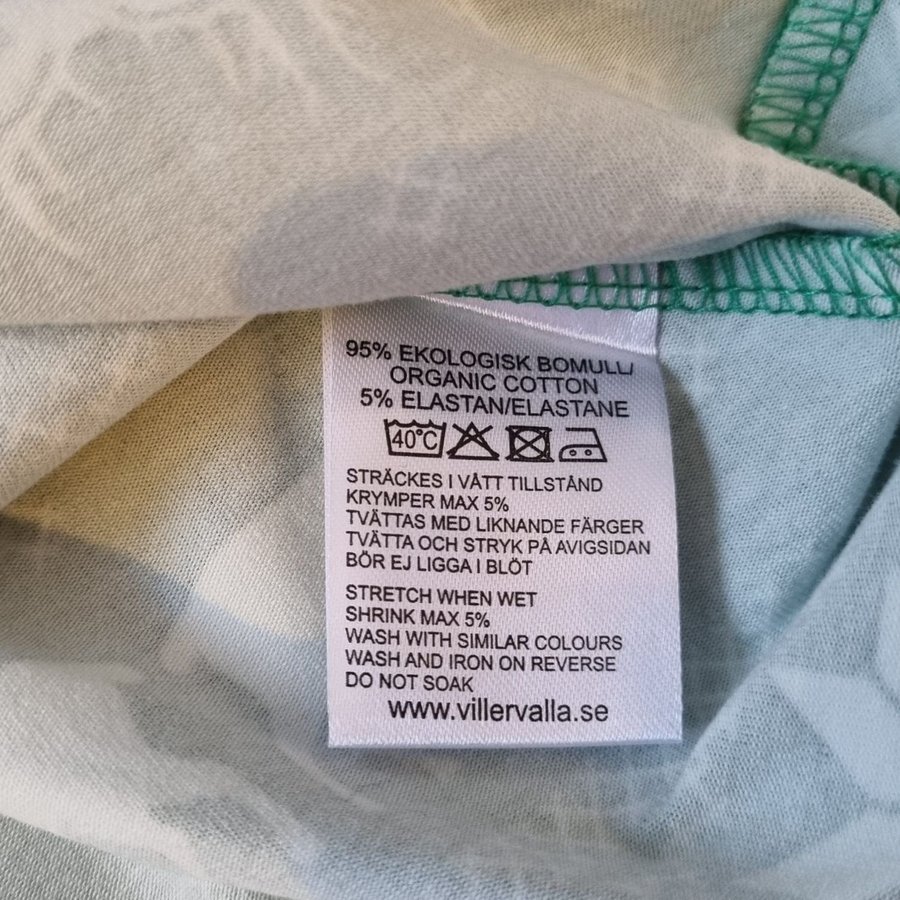 95% EKOLOGISK BOMULL/
ORGANIC COTTON
5% ELASTAN/ELASTANE
40°C
STRÄCKES I VÅTT TILLSTÅND
KRYMPER MAX 5%
TVÄTTAS MED LIKNANDE FÄRGER
TVÄTTA OCH STRYK PÅ AVIGSIDAN
BÖR EJ LIGGA I BLÖT
STRETCH WHEN WET
SHRINK MAX 5%
WASH WITH SIMILAR COLOURS
WASH AND IRON ON REVERSE
DO NOT SOAK
www.villervalla.se